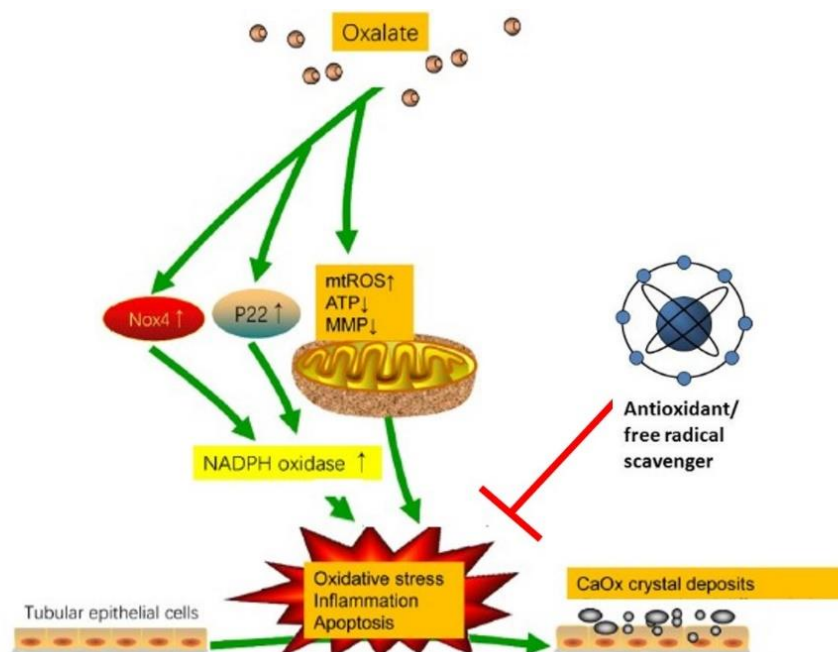 Oxalate
Nox4 ↑
P22 ↑
mtROS↑
ATP↓
MMP↓
NADPH oxidase ↑
Antioxidant/
free radical
scavenger
Oxidative stress
Inflammation
Apoptosis
CaOx crystal deposits
Tubular epithelial cells